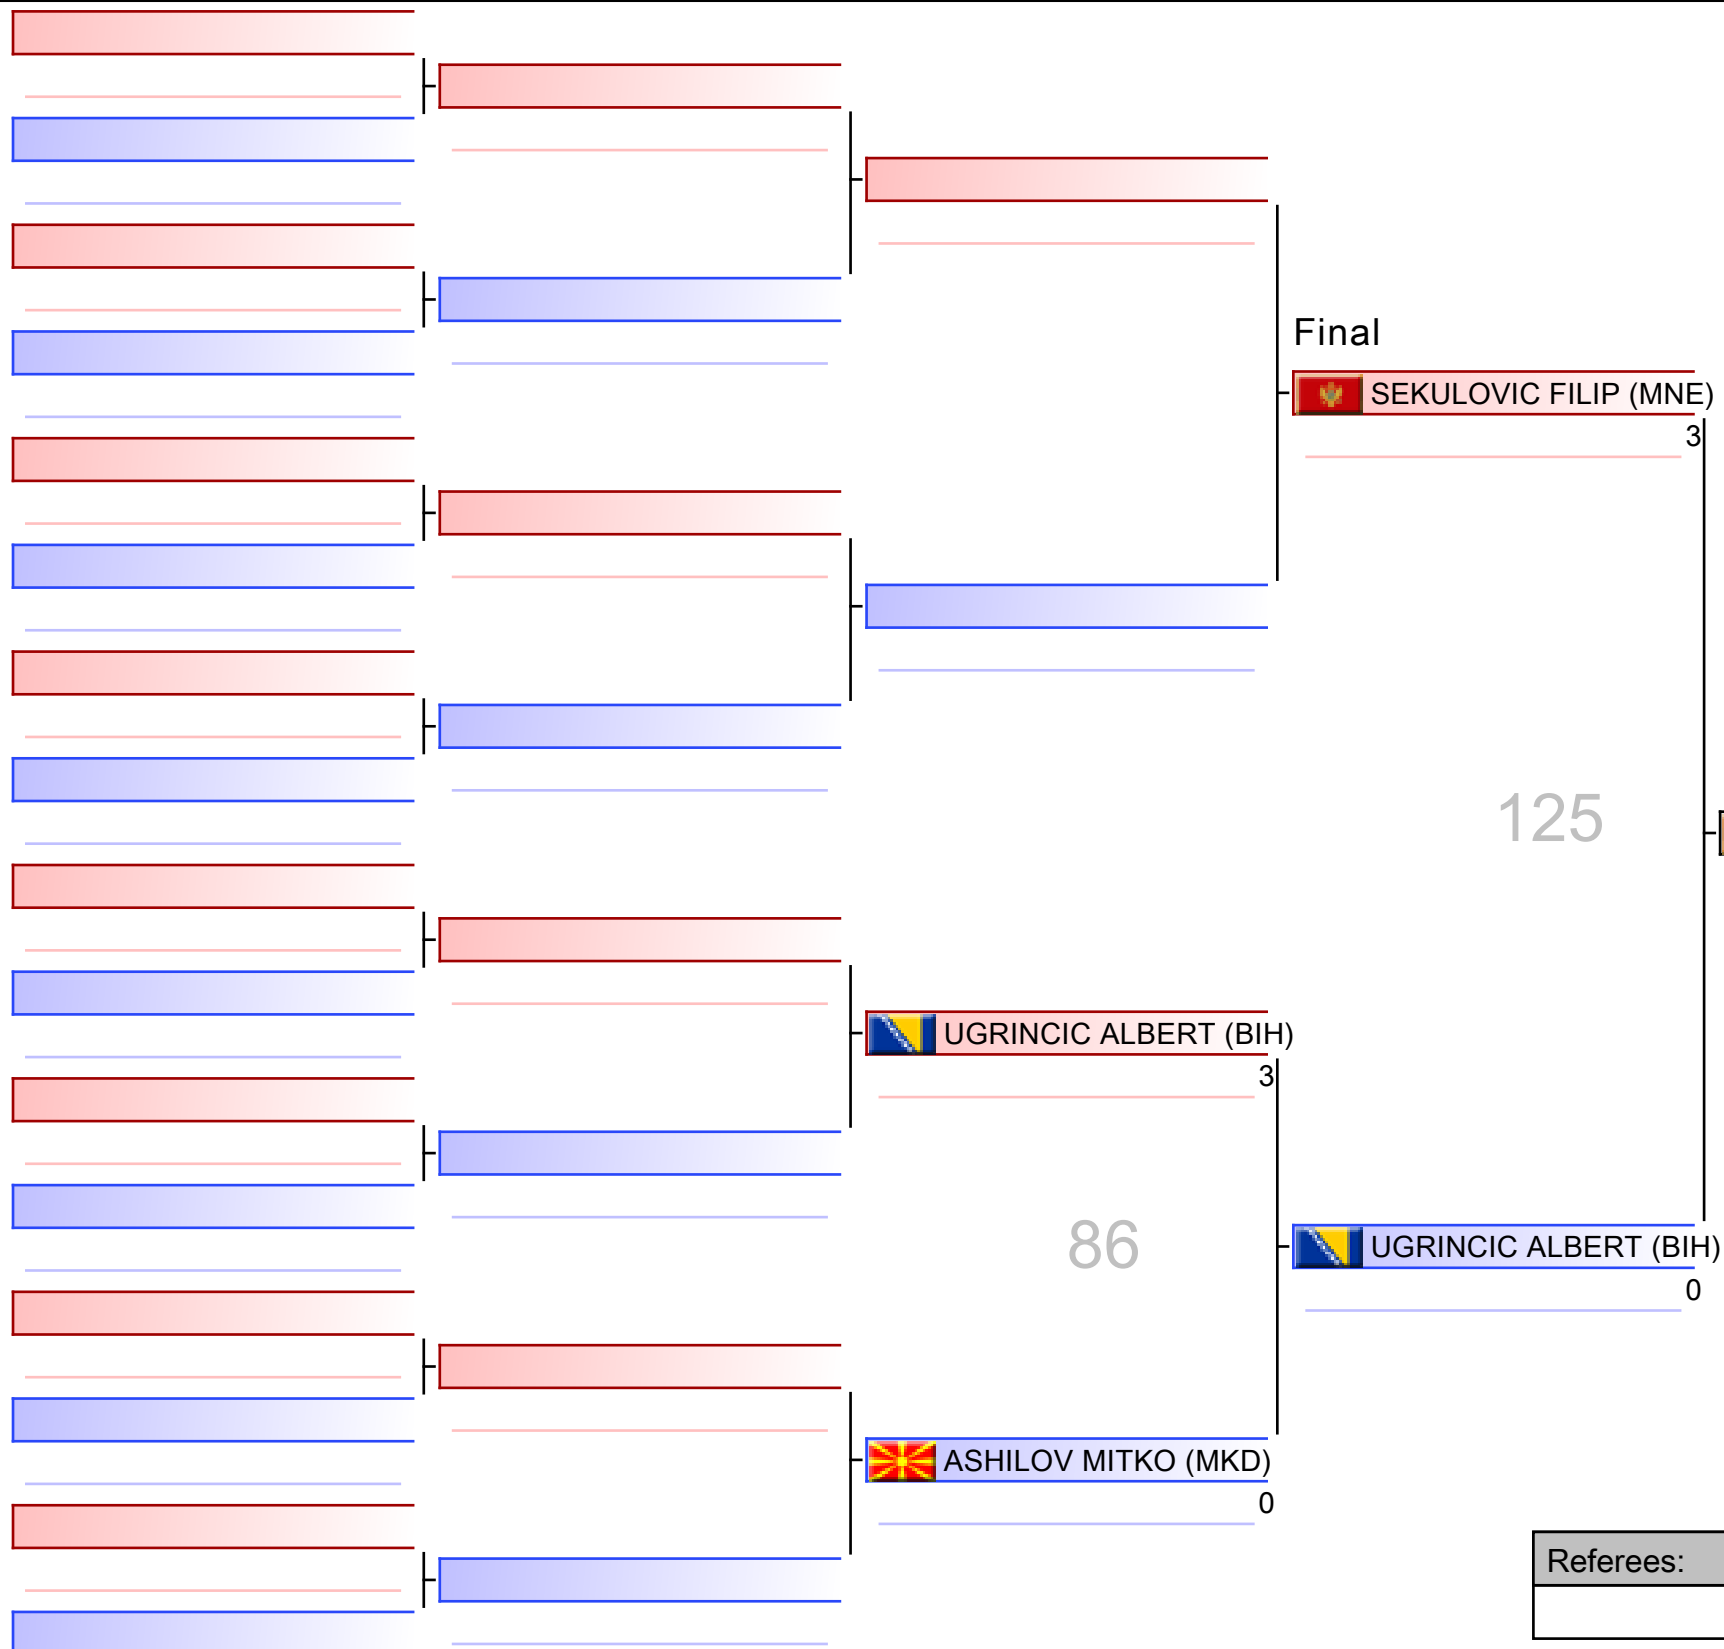 Final
SEKULOVIC FILIP (MNE)
3
125
UGRINCIC ALBERT (BIH)
3
86
UGRINCIC ALBERT (BIH)
0
ASHILOV MITKO (MKD)
0
Referees: